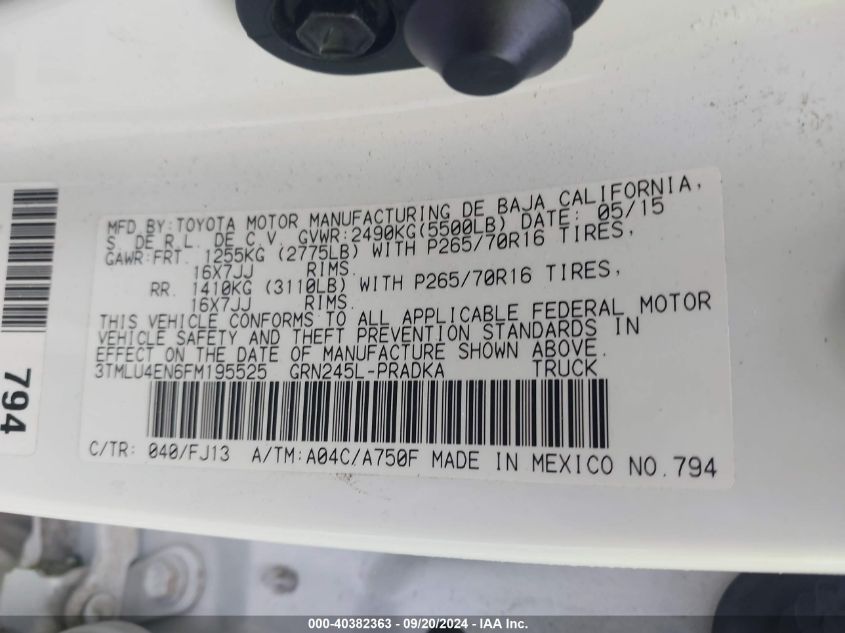 MFD.BY:TOYOTA MOTOR MANUFACTURING DE BAJA CALIFORNIA,
S. DE R.L. DE C.V. GVWR:2490KG(5500LB) DATE: 05/15
GAWR:FRT. 1255KG (2775LB) WITH P265/70R16 TIRES,
16X7JJ RIMS.
RR. 1410KG (3110LB) WITH P265/70R16 TIRES,
16X7JJ RIMS.
THIS VEHICLE CONFORMS TO ALL APPLICABLE FEDERAL MOTOR
VEHICLE SAFETY AND THEFT PREVENTION STANDARDS IN
EFFECT ON THE DATE OF MANUFACTURE SHOWN ABOVE.
3TMLU4EN6FM195525 GRN245L-PRADKA TRUCK
C/TR: 040/FJ13 A/TM:A04C/A750F MADE IN MEXICO NO.794
794
000-40382363 - 09/20/2024 - IAA Inc.